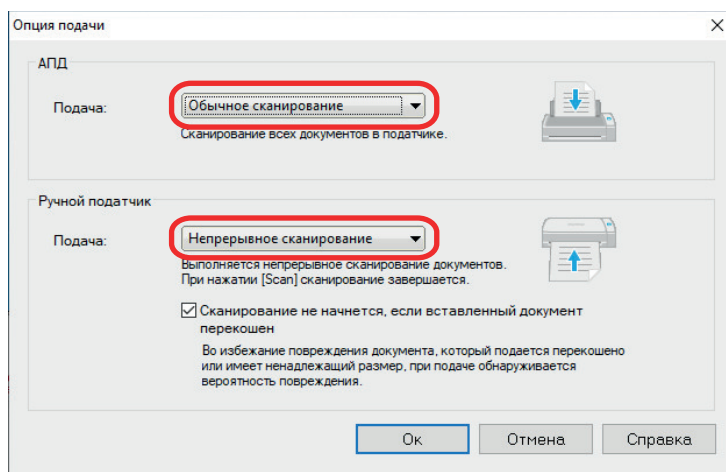 Опция подачи
АПД
Подача:
Обычное сканирование
Сканирование всех документов в податчике.
Ручной податчик
Подача:
Непрерывное сканирование
Выполняется непрерывное сканирование документов.
При нажатии [Scan] сканирование завершается.
Сканирование не начнется, если вставленный документ
перекошен
Во избежание повреждения документа, который подается перекошено
или имеет ненадлежащий размер, при подаче обнаруживается
вероятность повреждения.
Ок
Отмена
Справка